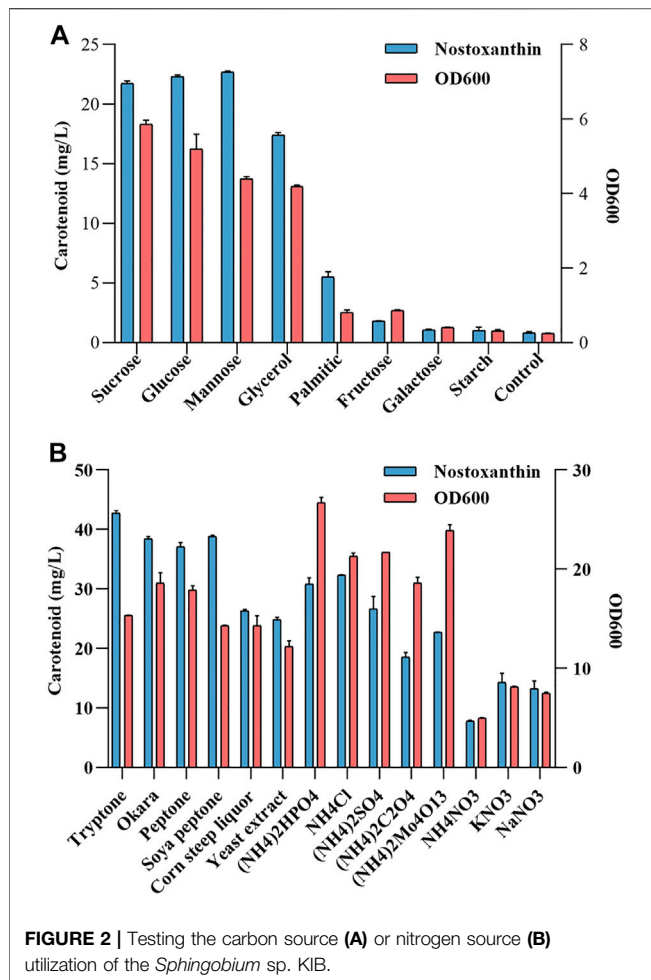 A
25
20
15
10
5
0
Carotenoid (mg/L)
Nostoxanthin
OD600
8
6
4
2
0
OD600
Sucrose
Glucose
Mannose
Glycerol
Palmitic
Fructose
Galactose
Starch
Control
B
50
40
30
20
10
0
Carotenoid (mg/L)
Nostoxanthin
OD600
30
20
10
0
OD600
Tryptone
Okara
Peptone
Soya peptone
Corn steep liquor
Yeast extract
(NH4)2HPO4
NH4Cl
(NH4)2SO4
(NH4)2C2O4
(NH4)2Mo4O13
NH4NO3
KNO3
NaNO3
FIGURE 2 | Testing the carbon source (A) or nitrogen source (B)
utilization of the Sphingobium sp. KIB.